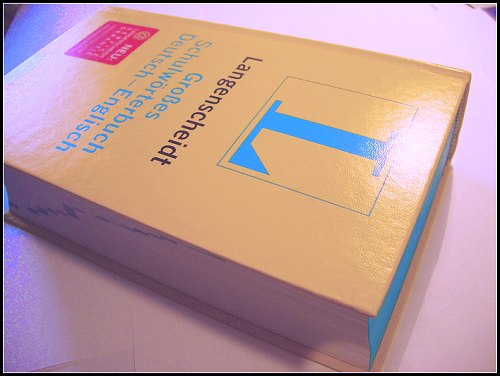 L
Langenscheidt
Großes
Schulwörterbuch
Deutsch–Englisch
NEU: